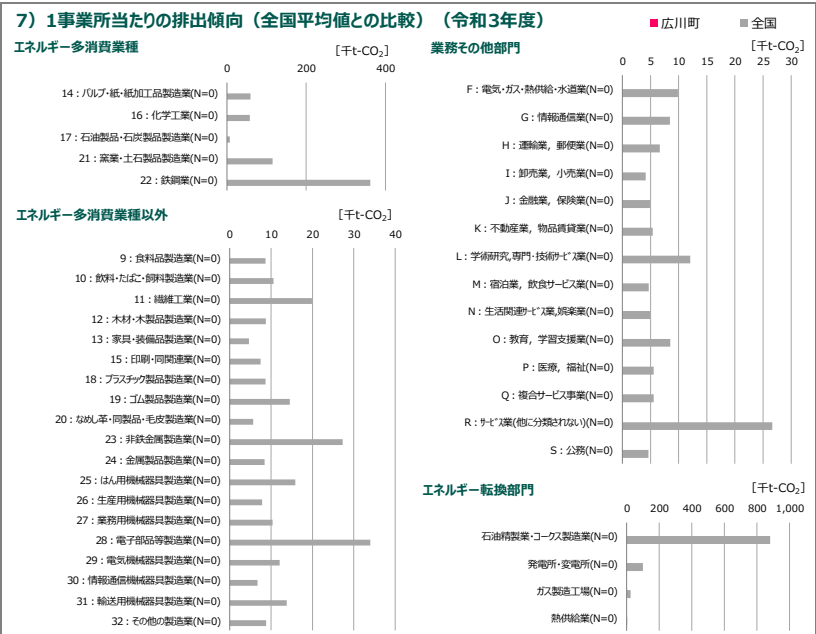 7）1事業所当たりの排出傾向（全国平均値との比較）（令和3年度）
■広川町 ■全国
エネルギー多消費業種
[千t-CO₂]
0 200 400
14：パルプ・紙・紙加工品製造業(N=0)
16：化学工業(N=0)
17：石油製品・石炭製品製造業(N=0)
21：窯業・土石製品製造業(N=0)
22：鉄鋼業(N=0)
エネルギー多消費業種以外
[千t-CO₂]
0 10 20 30 40
9：食料品製造業(N=0)
10：飲料・たばこ・飼料製造業(N=0)
11：繊維工業(N=0)
12：木材・木製品製造業(N=0)
13：家具・装備品製造業(N=0)
15：印刷・同関連業(N=0)
18：プラスチック製品製造業(N=0)
19：ゴム製品製造業(N=0)
20：なめし革・同製品・毛皮製造業(N=0)
23：非鉄金属製造業(N=0)
24：金属製品製造業(N=0)
25：はん用機械器具製造業(N=0)
26：生産用機械器具製造業(N=0)
27：業務用機械器具製造業(N=0)
28：電子部品等製造業(N=0)
29：電気機械器具製造業(N=0)
30：情報通信機械器具製造業(N=0)
31：輸送用機械器具製造業(N=0)
32：その他の製造業(N=0)
業務その他部門
[千t-CO₂]
0 5 10 15 20 25 30
F：電気・ガス・熱供給・水道業(N=0)
G：情報通信業(N=0)
H：運輸業，郵便業(N=0)
I：卸売業，小売業(N=0)
J：金融業，保険業(N=0)
K：不動産業，物品賃貸業(N=0)
L：学術研究,専門・技術ｻｰﾋﾞｽ業(N=0)
M：宿泊業，飲食サービス業(N=0)
N：生活関連ｻｰﾋﾞｽ業,娯楽業(N=0)
O：教育，学習支援業(N=0)
P：医療，福祉(N=0)
Q：複合サービス事業(N=0)
R：ｻｰﾋﾞｽ業(他に分類されない)(N=0)
S：公務(N=0)
エネルギー転換部門
[千t-CO₂]
0 200 400 600 800 1,000
石油精製業・コークス製造業(N=0)
発電所・変電所(N=0)
ガス製造工場(N=0)
熱供給業(N=0)